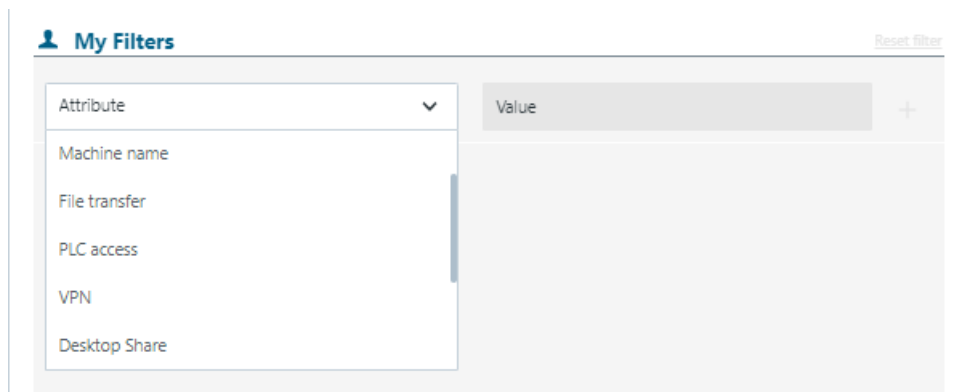 My Filters
Reset filter
Attribute
Value
Machine name
File transfer
PLC access
VPN
Desktop Share